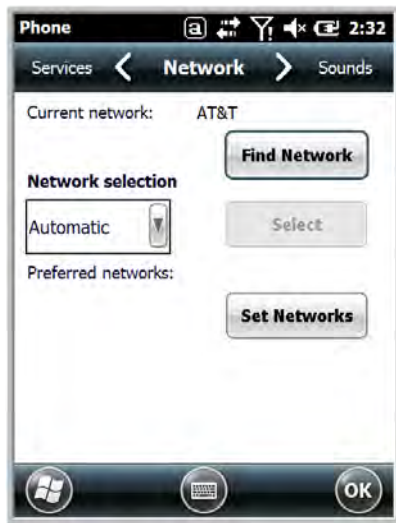 Phone a 2:32
Services Network Sounds
Current network: AT&T
Find Network
Network selection
Automatic
Select
Preferred networks:
Set Networks
OK